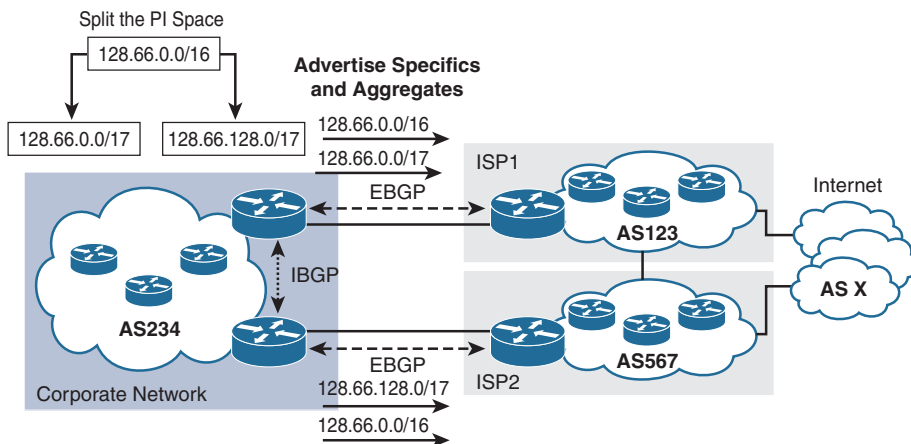 Split the PI Space
128.66.0.0/16
128.66.0.0/17
128.66.128.0/17
Advertise Specifics
and Aggregates
128.66.0.0/16
128.66.0.0/17
EBGP
ISP1
AS123
Internet
IBGP
AS234
AS X
AS567
EBGP
ISP2
Corporate Network
128.66.128.0/17
128.66.0.0/16